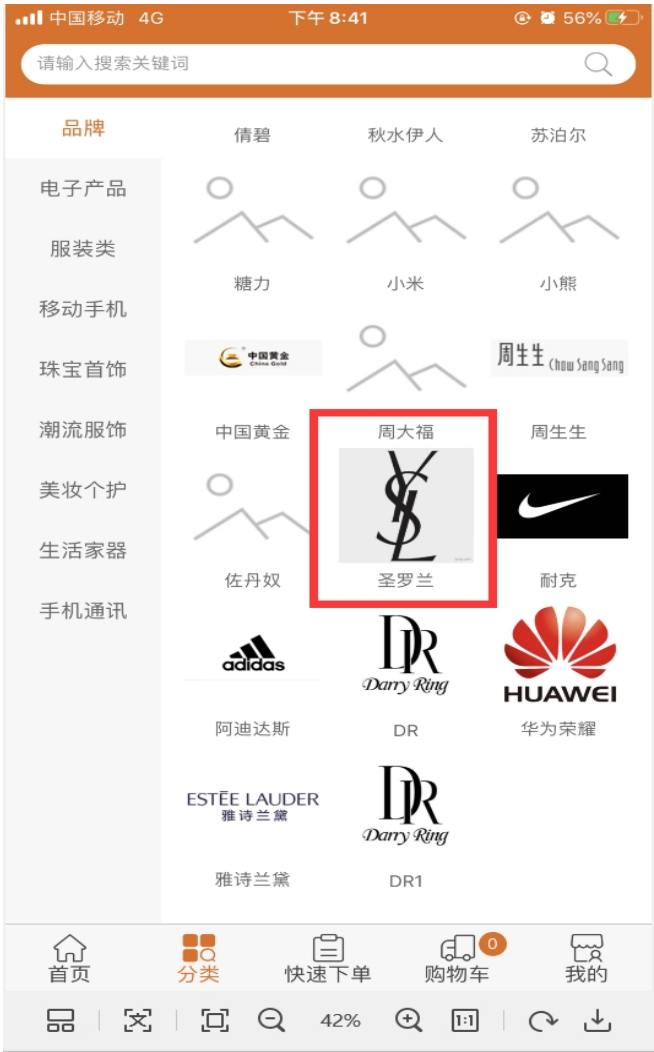 中国移动 4G 下午 8:41 56%
请输入搜索关键词
品牌
倩碧 秋水伊人 苏泊尔
电子产品
服装类
糖力 小米 小熊
移动手机
中国黄金
China Gold
周生生 Chow Sang Sang
珠宝首饰
潮流服饰
中国黄金 周大福 周生生
美妆个护
YSL
生活家器
佐丹奴 圣罗兰 耐克
手机通讯
adidas
DR
Darry Ring
HUAWEI
阿迪达斯 DR 华为荣耀
ESTĒE LAUDER
雅诗兰黛
DR
Darry Ring
雅诗兰黛 DR1
0
首页 分类 快速下单 购物车 我的
42% 1:1